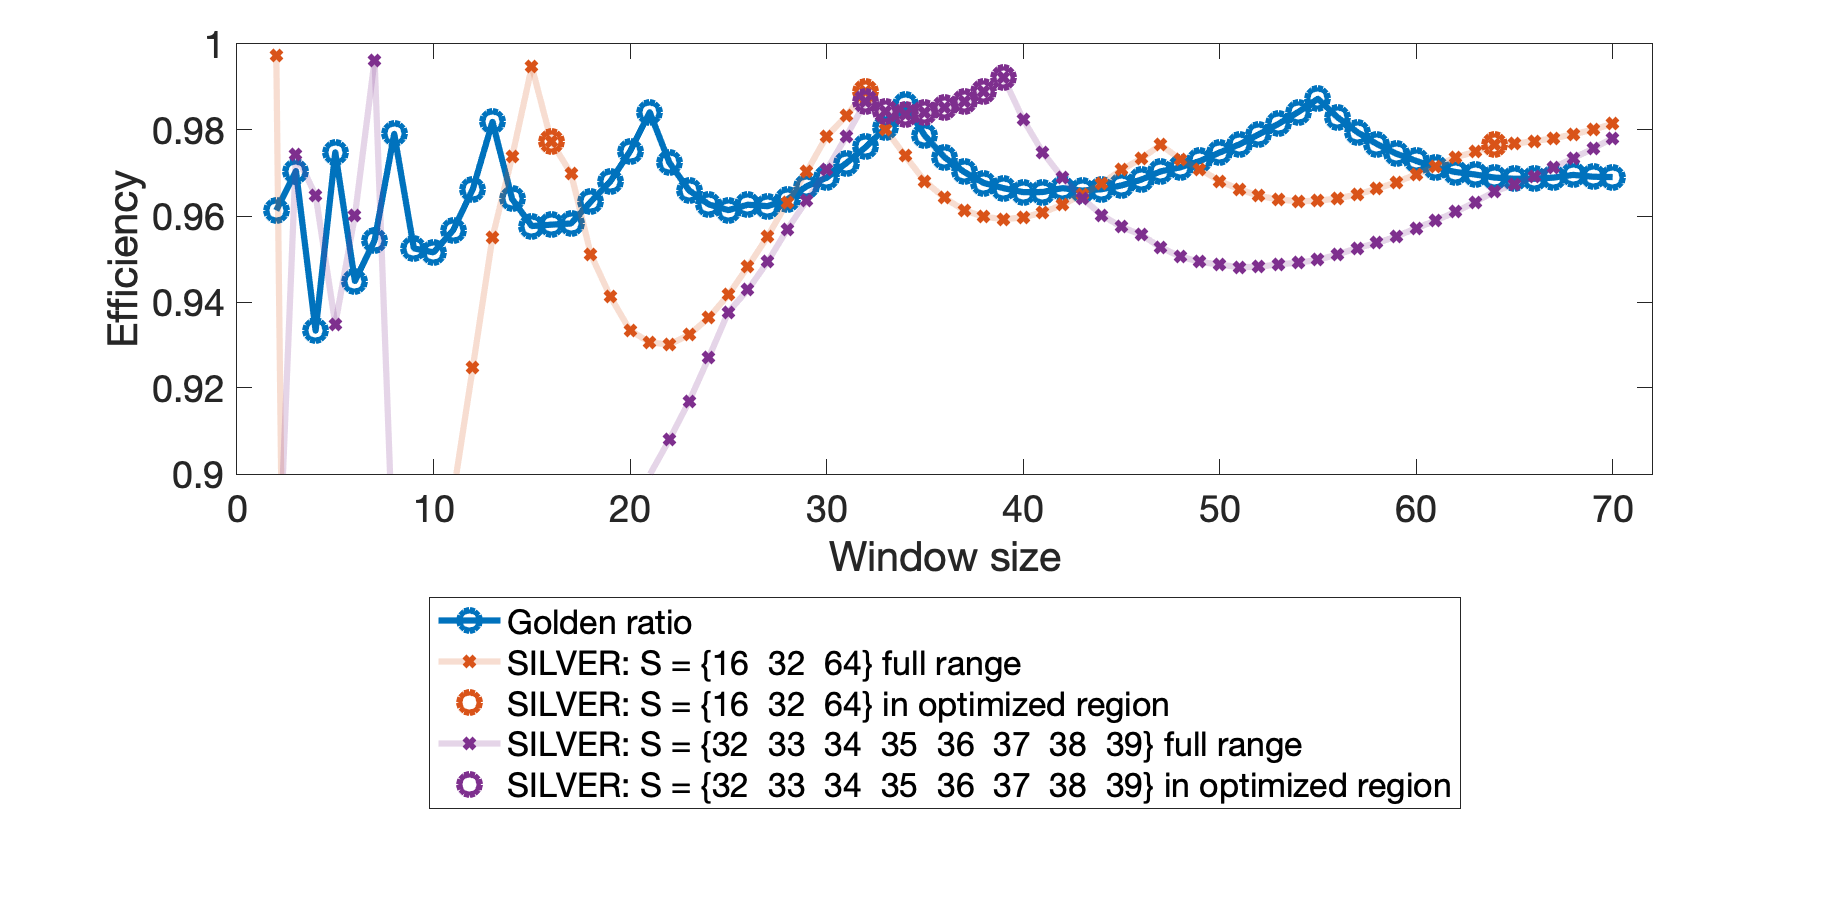 1
0.98
0.96
0.94
0.92
0.9
Efficiency
0 10 20 30 40 50 60 70
Window size
Golden ratio
SILVER: S = {16 32 64} full range
SILVER: S = {16 32 64} in optimized region
SILVER: S = {32 33 34 35 36 37 38 39} full range
SILVER: S = {32 33 34 35 36 37 38 39} in optimized region